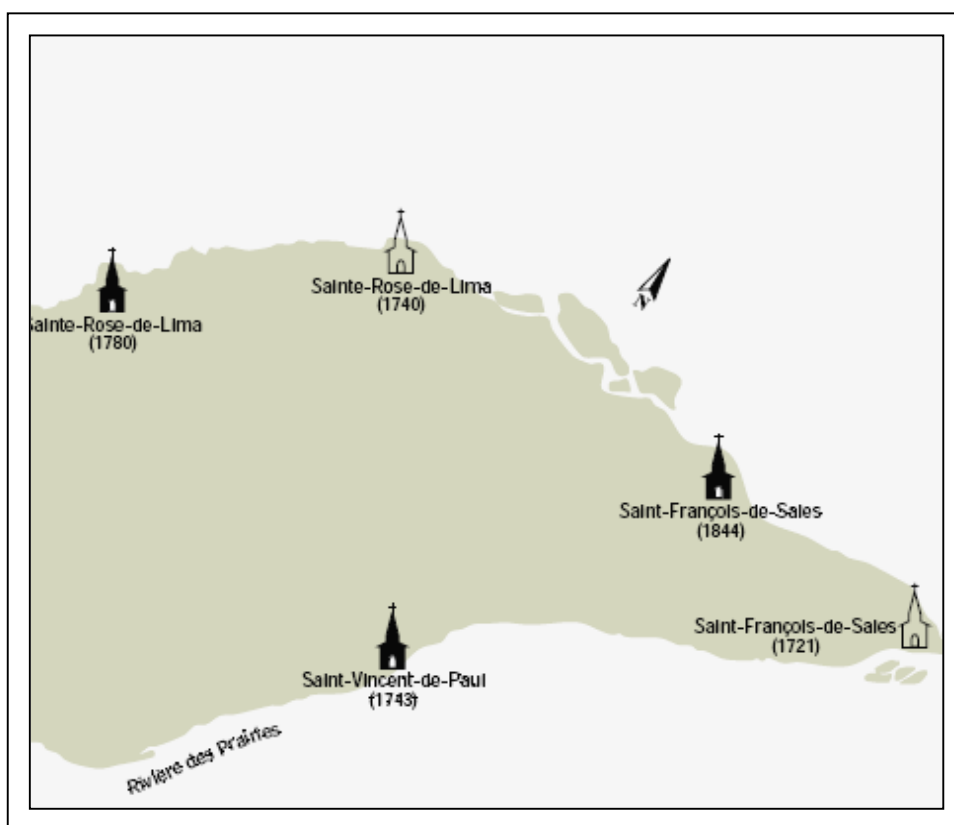 Sainte-Rose-de-Lima
(1740)
N
Sainte-Rose-de-Lima
(1780)
Saint-François-de-Sales
(1844)
Saint-François-de-Sales
(1721)
Saint-Vincent-de-Paul
(1743)
Rivière des Prairies